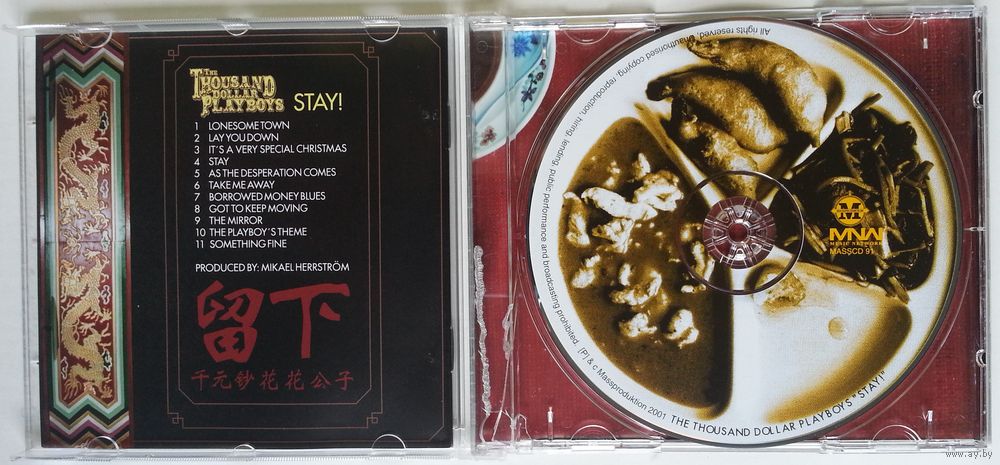 THE
THOUSAND
DOLLAR
PLAYBOYS
STAY!
1 LONESOME TOWN
2 LAY YOU DOWN
3 IT'S A VERY SPECIAL CHRISTMAS
4 STAY
5 AS THE DESPERATION COMES
6 TAKE ME AWAY
7 BORROWED MONEY BLUES
8 GOT TO KEEP MOVING
9 THE MIRROR
10 THE PLAYBOY´S THEME
11 SOMETHING FINE
PRODUCED BY: MIKAEL HERRSTRÖM
留下
千元钞花花公子
M
MNW
MUSIC NETWORK
MASSCD 91
All rights reserved. Unauthorised copying, reproduction, hiring, lending, public performance and broadcasting prohibited. [P] & c Massproduktion 2001
THE THOUSAND DOLLAR PLAYBOYS "STAY!"
www.ay.by